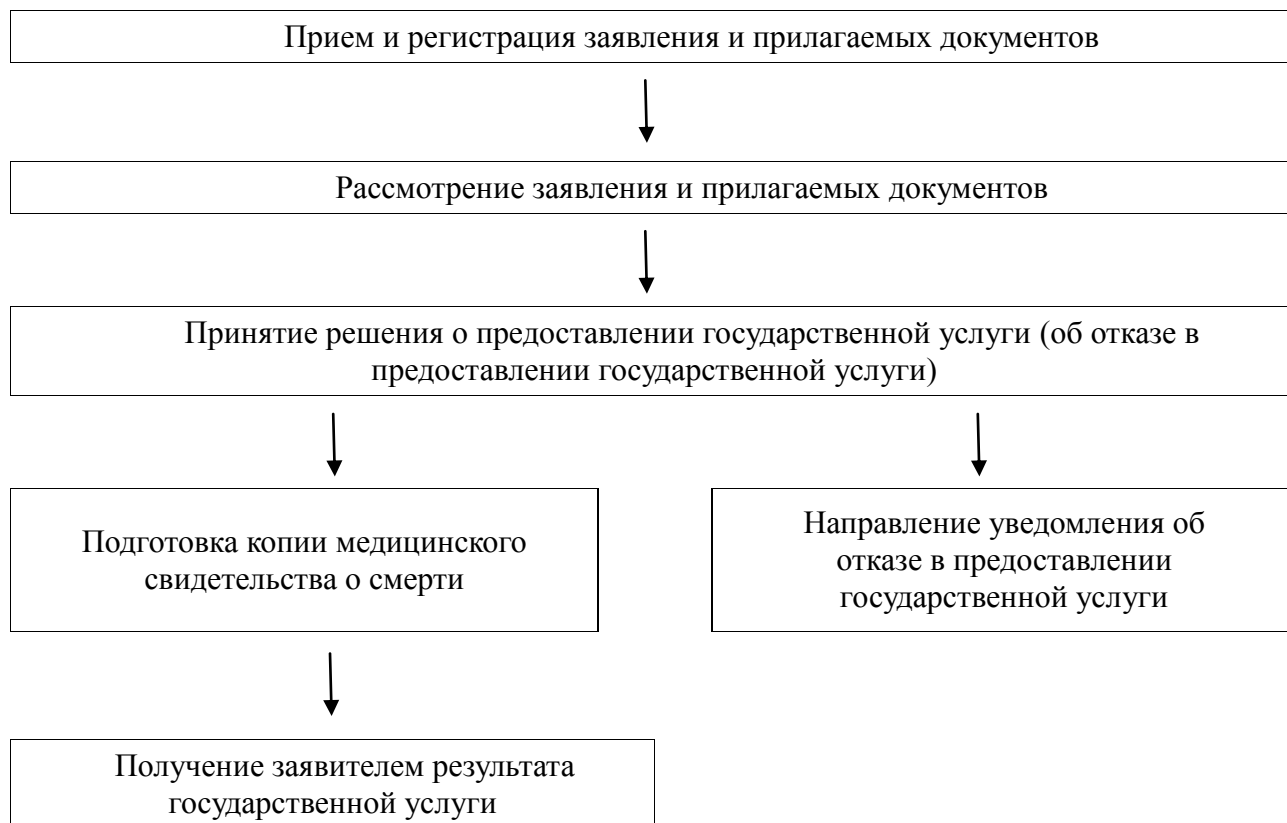 Прием и регистрация заявления и прилагаемых документов
Рассмотрение заявления и прилагаемых документов
Принятие решения о предоставлении государственной услуги (об отказе в
предоставлении государственной услуги)
Подготовка копии медицинского
свидетельства о смерти
Направление уведомления об
отказе в предоставлении
государственной услуги
Получение заявителем результата
государственной услуги